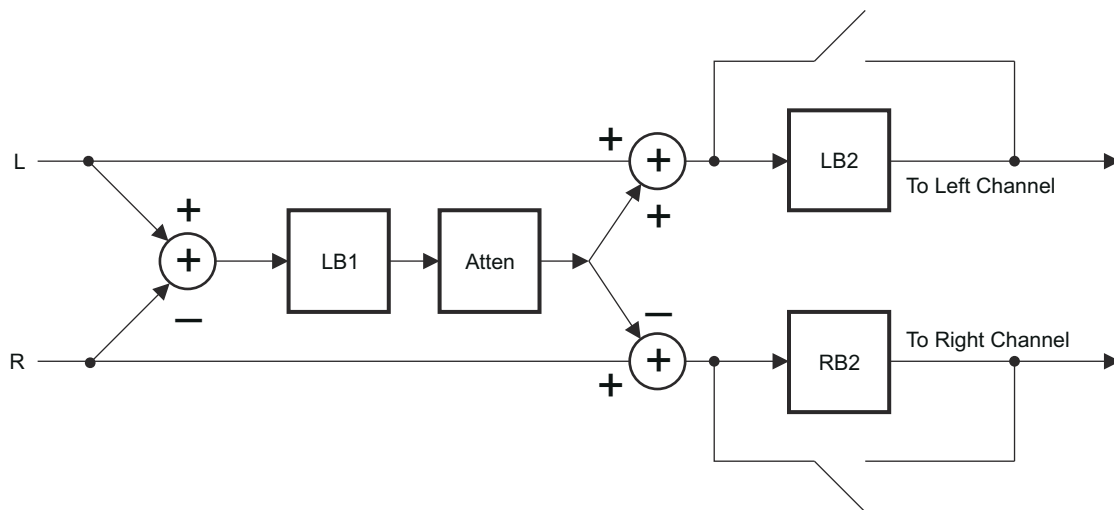 L
+
+
+
LB2
+
To Left Channel
+
+
LB1
Atten
−
−
To Right Channel
R
+
RB2
+